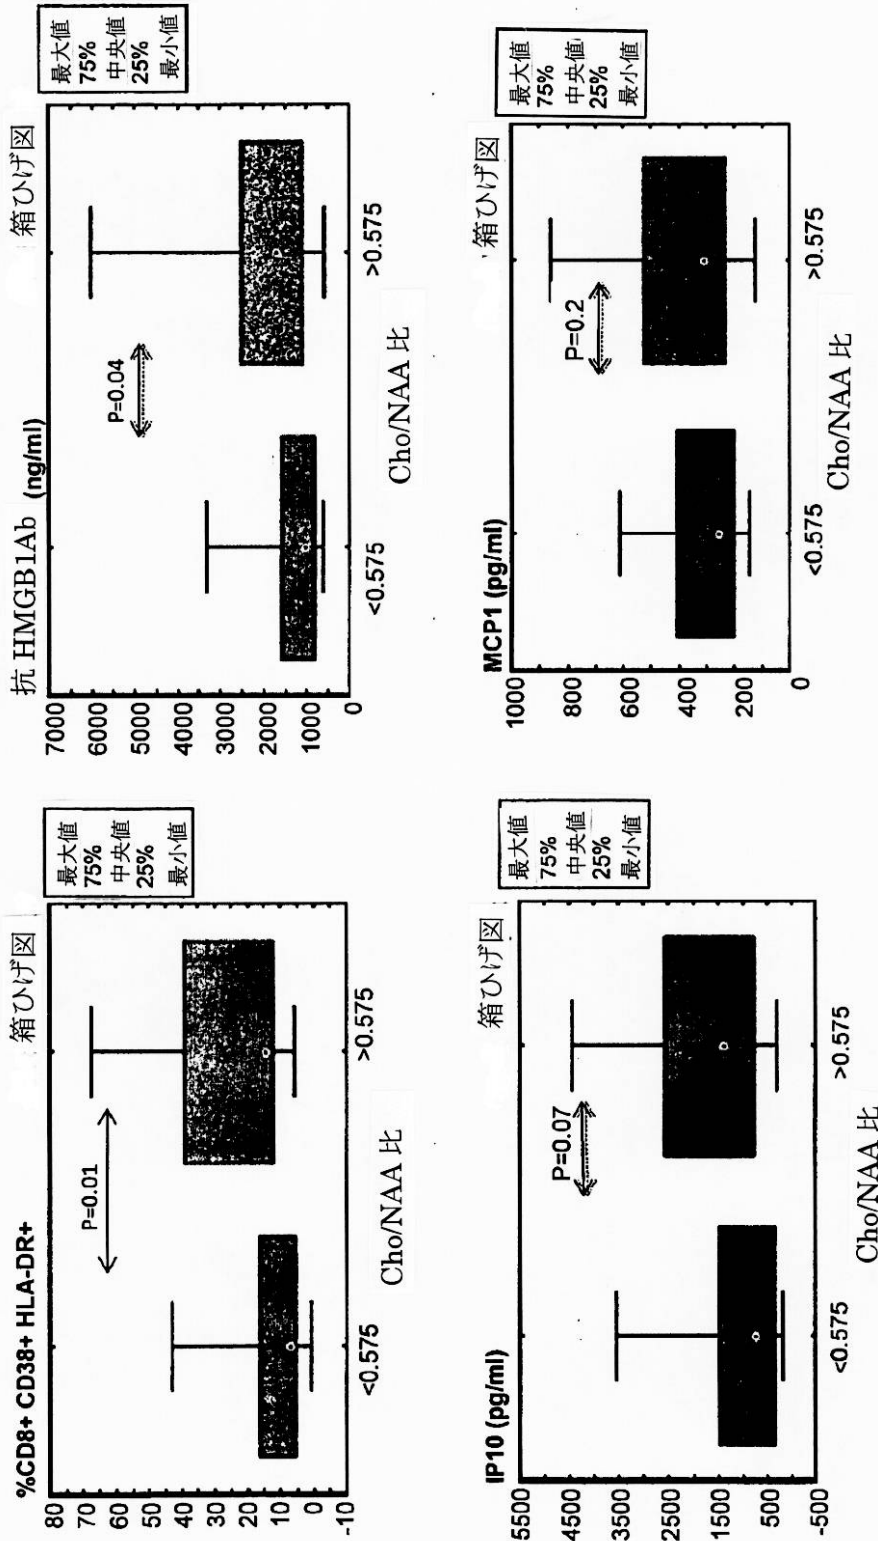 %CD8+ CD38+ HLA-DR+
箱ひげ図
最大値
75%
中央値
25%
最小値
80
70
60
50
40
30
20
10
0
-10
P=0.01
<0.575
>0.575
Cho/NAA 比
抗 HMGB1Ab (ng/ml)
箱ひげ図
最大値
75%
中央値
25%
最小値
7000
6000
5000
4000
3000
2000
1000
0
P=0.04
<0.575
>0.575
Cho/NAA 比
IP10 (pg/ml)
箱ひげ図
最大値
75%
中央値
25%
最小値
5500
4500
3500
2500
1500
500
-500
P=0.07
<0.575
>0.575
Cho/NAA 比
MCP1 (pg/ml)
箱ひげ図
最大値
75%
中央値
25%
最小値
1000
800
600
400
200
0
P=0.2
<0.575
>0.575
Cho/NAA 比